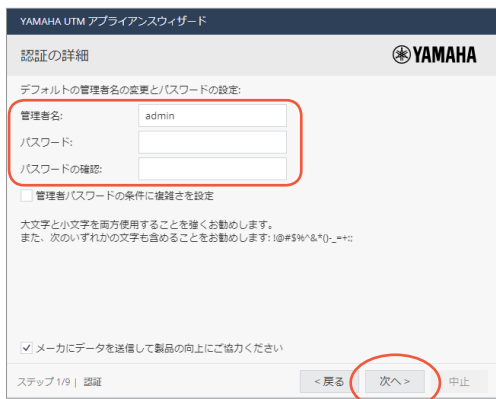 YAMAHA UTM アプライアンスウィザード
認証の詳細
YAMAHA
デフォルトの管理者名の変更とパスワードの設定:
管理者名: admin
パスワード:
パスワードの確認:
管理者パスワードの条件に複雑さを設定
大文字と小文字を両方使用することを強くお勧めします。
また、次のいずれかの文字も含めることをお勧めします: !@#$%^&*()-_=+:;
メーカにデータを送信して製品の向上にご協力ください
ステップ 1/9 | 認証
< 戻る 次へ > 中止